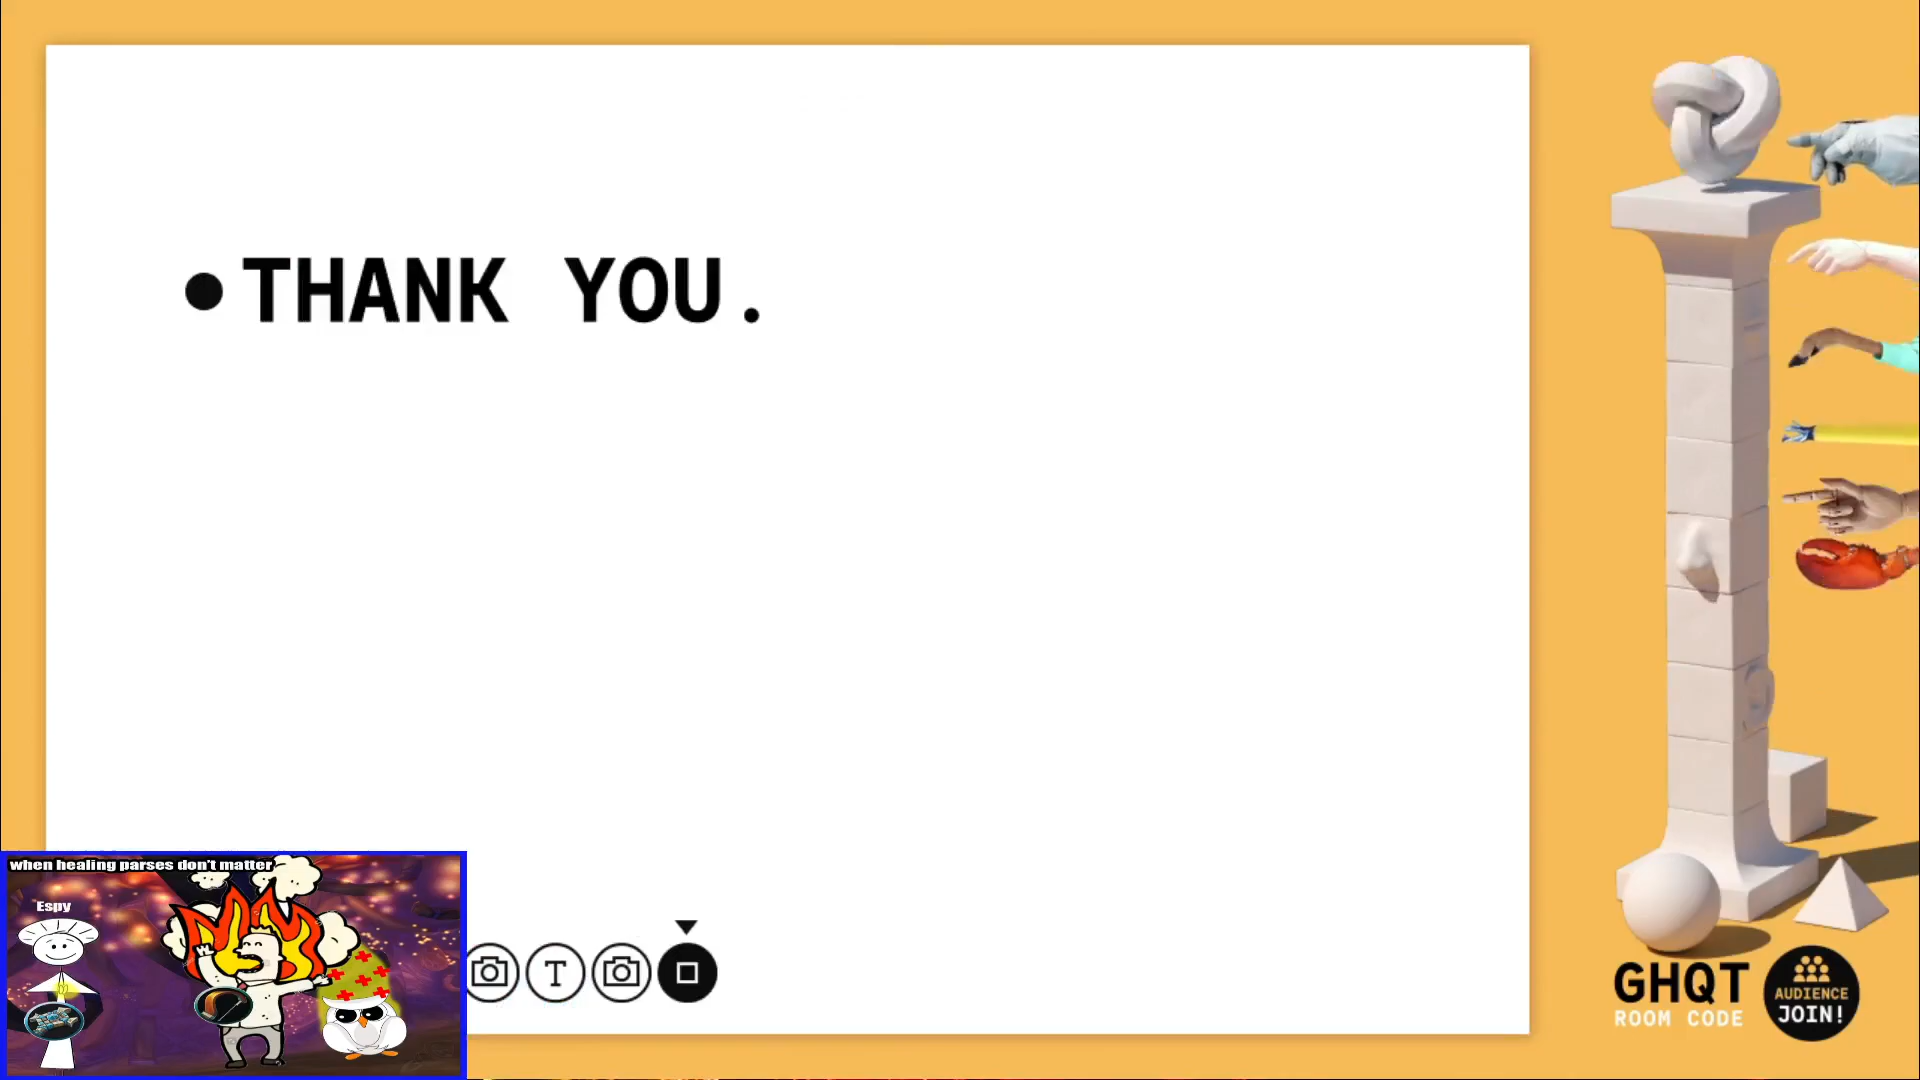 THANK YOU.
when healing parses don't matter
Espy
T
GHQT
ROOM CODE
AUDIENCE
JOIN!